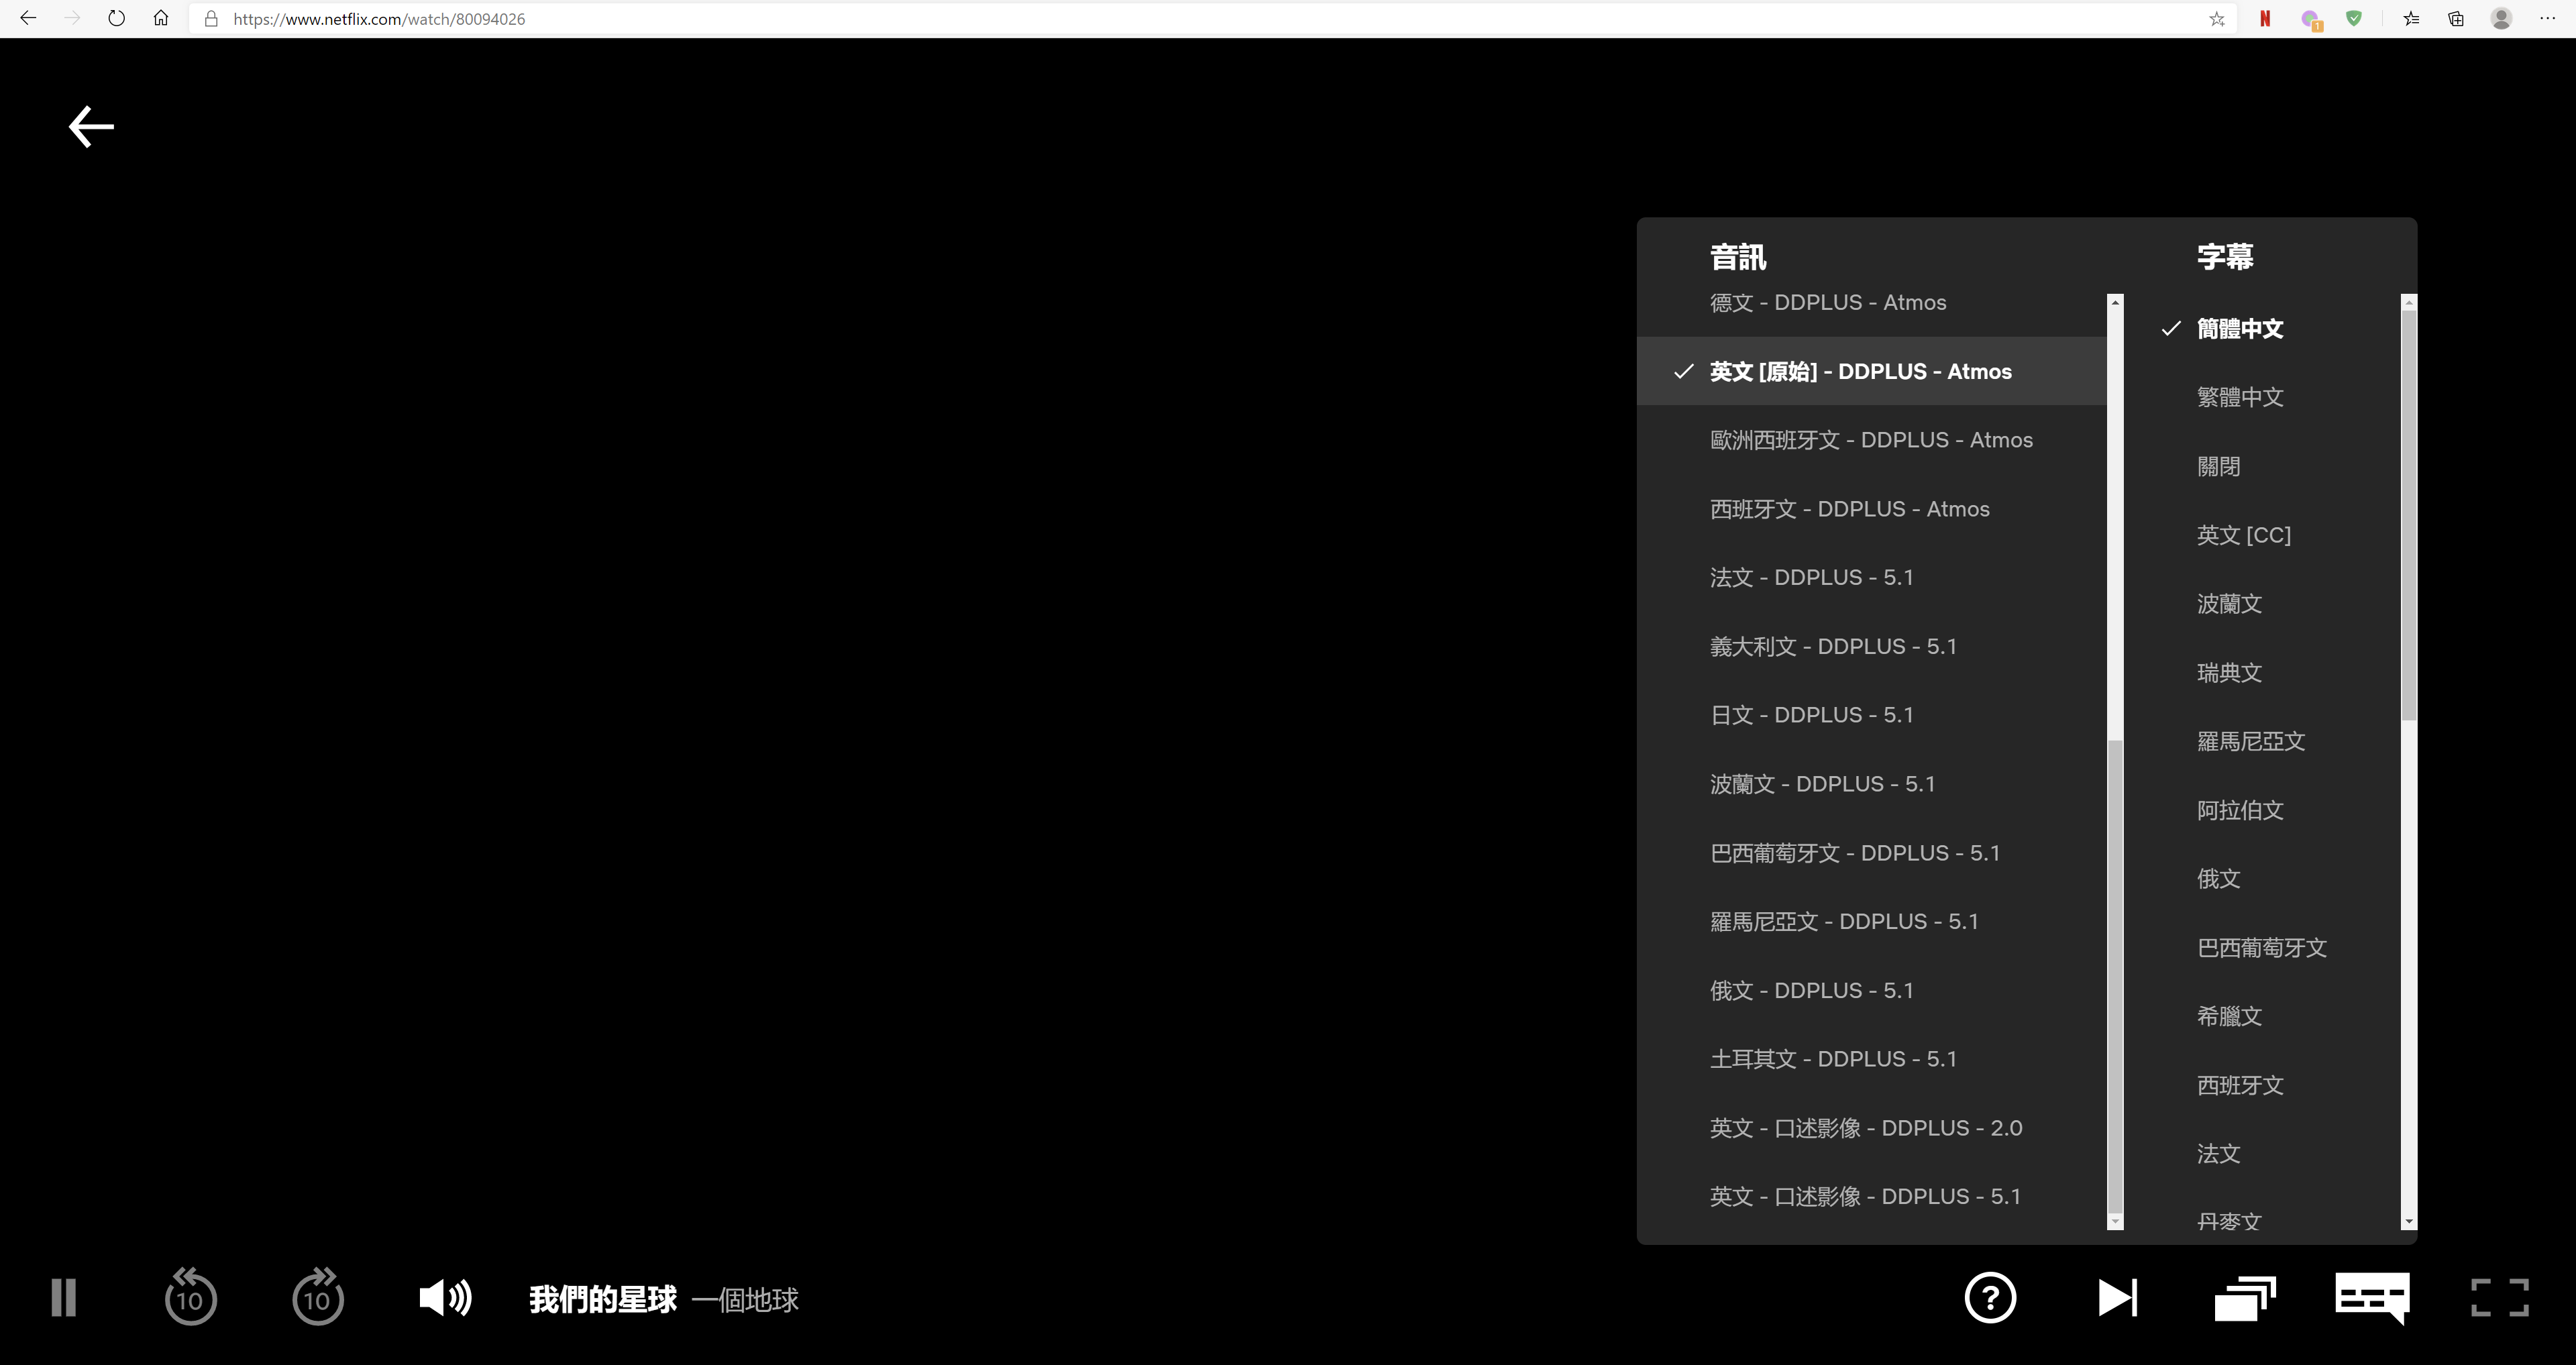 https://www.netflix.com/watch/80094026
N
1
音訊
德文 - DDPLUS - Atmos
英文 [原始] - DDPLUS - Atmos
歐洲西班牙文 - DDPLUS - Atmos
西班牙文 - DDPLUS - Atmos
法文 - DDPLUS - 5.1
義大利文 - DDPLUS - 5.1
日文 - DDPLUS - 5.1
波蘭文 - DDPLUS - 5.1
巴西葡萄牙文 - DDPLUS - 5.1
羅馬尼亞文 - DDPLUS - 5.1
俄文 - DDPLUS - 5.1
土耳其文 - DDPLUS - 5.1
英文 - 口述影像 - DDPLUS - 2.0
英文 - 口述影像 - DDPLUS - 5.1
字幕
簡體中文
繁體中文
關閉
英文 [CC]
波蘭文
瑞典文
羅馬尼亞文
阿拉伯文
俄文
巴西葡萄牙文
希臘文
西班牙文
法文
丹麥文
10
10
我們的星球 一個地球
?